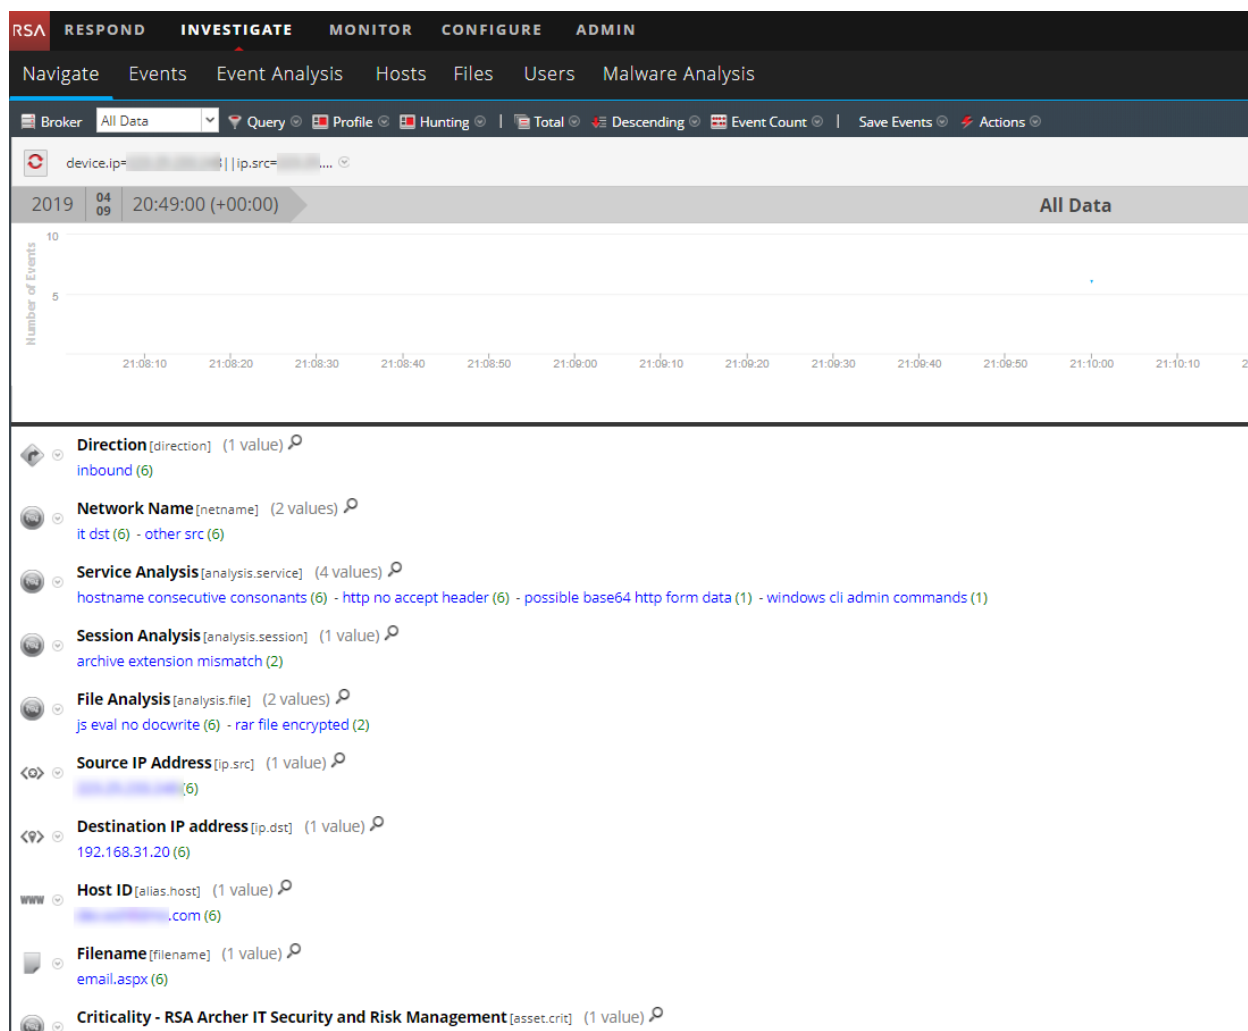 RSA RESPOND INVESTIGATE MONITOR CONFIGURE ADMIN
Navigate Events Event Analysis Hosts Files Users Malware Analysis
Broker All Data Query Profile Hunting | Total Descending Event Count | Save Events Actions
device.ip= ||ip.src= ....
2019 04 09 20:49:00 (+00:00) All Data
10
Number of Events
5
21:08:10 21:08:20 21:08:30 21:08:40 21:08:50 21:09:00 21:09:10 21:09:20 21:09:30 21:09:40 21:09:50 21:10:00 21:10:10 2
Direction [direction] (1 value)
inbound (6)
Network Name [netname] (2 values)
it dst (6) - other src (6)
Service Analysis [analysis.service] (4 values)
hostname consecutive consonants (6) - http no accept header (6) - possible base64 http form data (1) - windows cli admin commands (1)
Session Analysis [analysis.session] (1 value)
archive extension mismatch (2)
File Analysis [analysis.file] (2 values)
js eval no docwrite (6) - rar file encrypted (2)
Source IP Address [ip.src] (1 value)
(6)
Destination IP address [ip.dst] (1 value)
192.168.31.20 (6)
www Host ID [alias.host] (1 value)
.com (6)
Filename [filename] (1 value)
email.aspx (6)
Criticality - RSA Archer IT Security and Risk Management [asset.crit] (1 value)